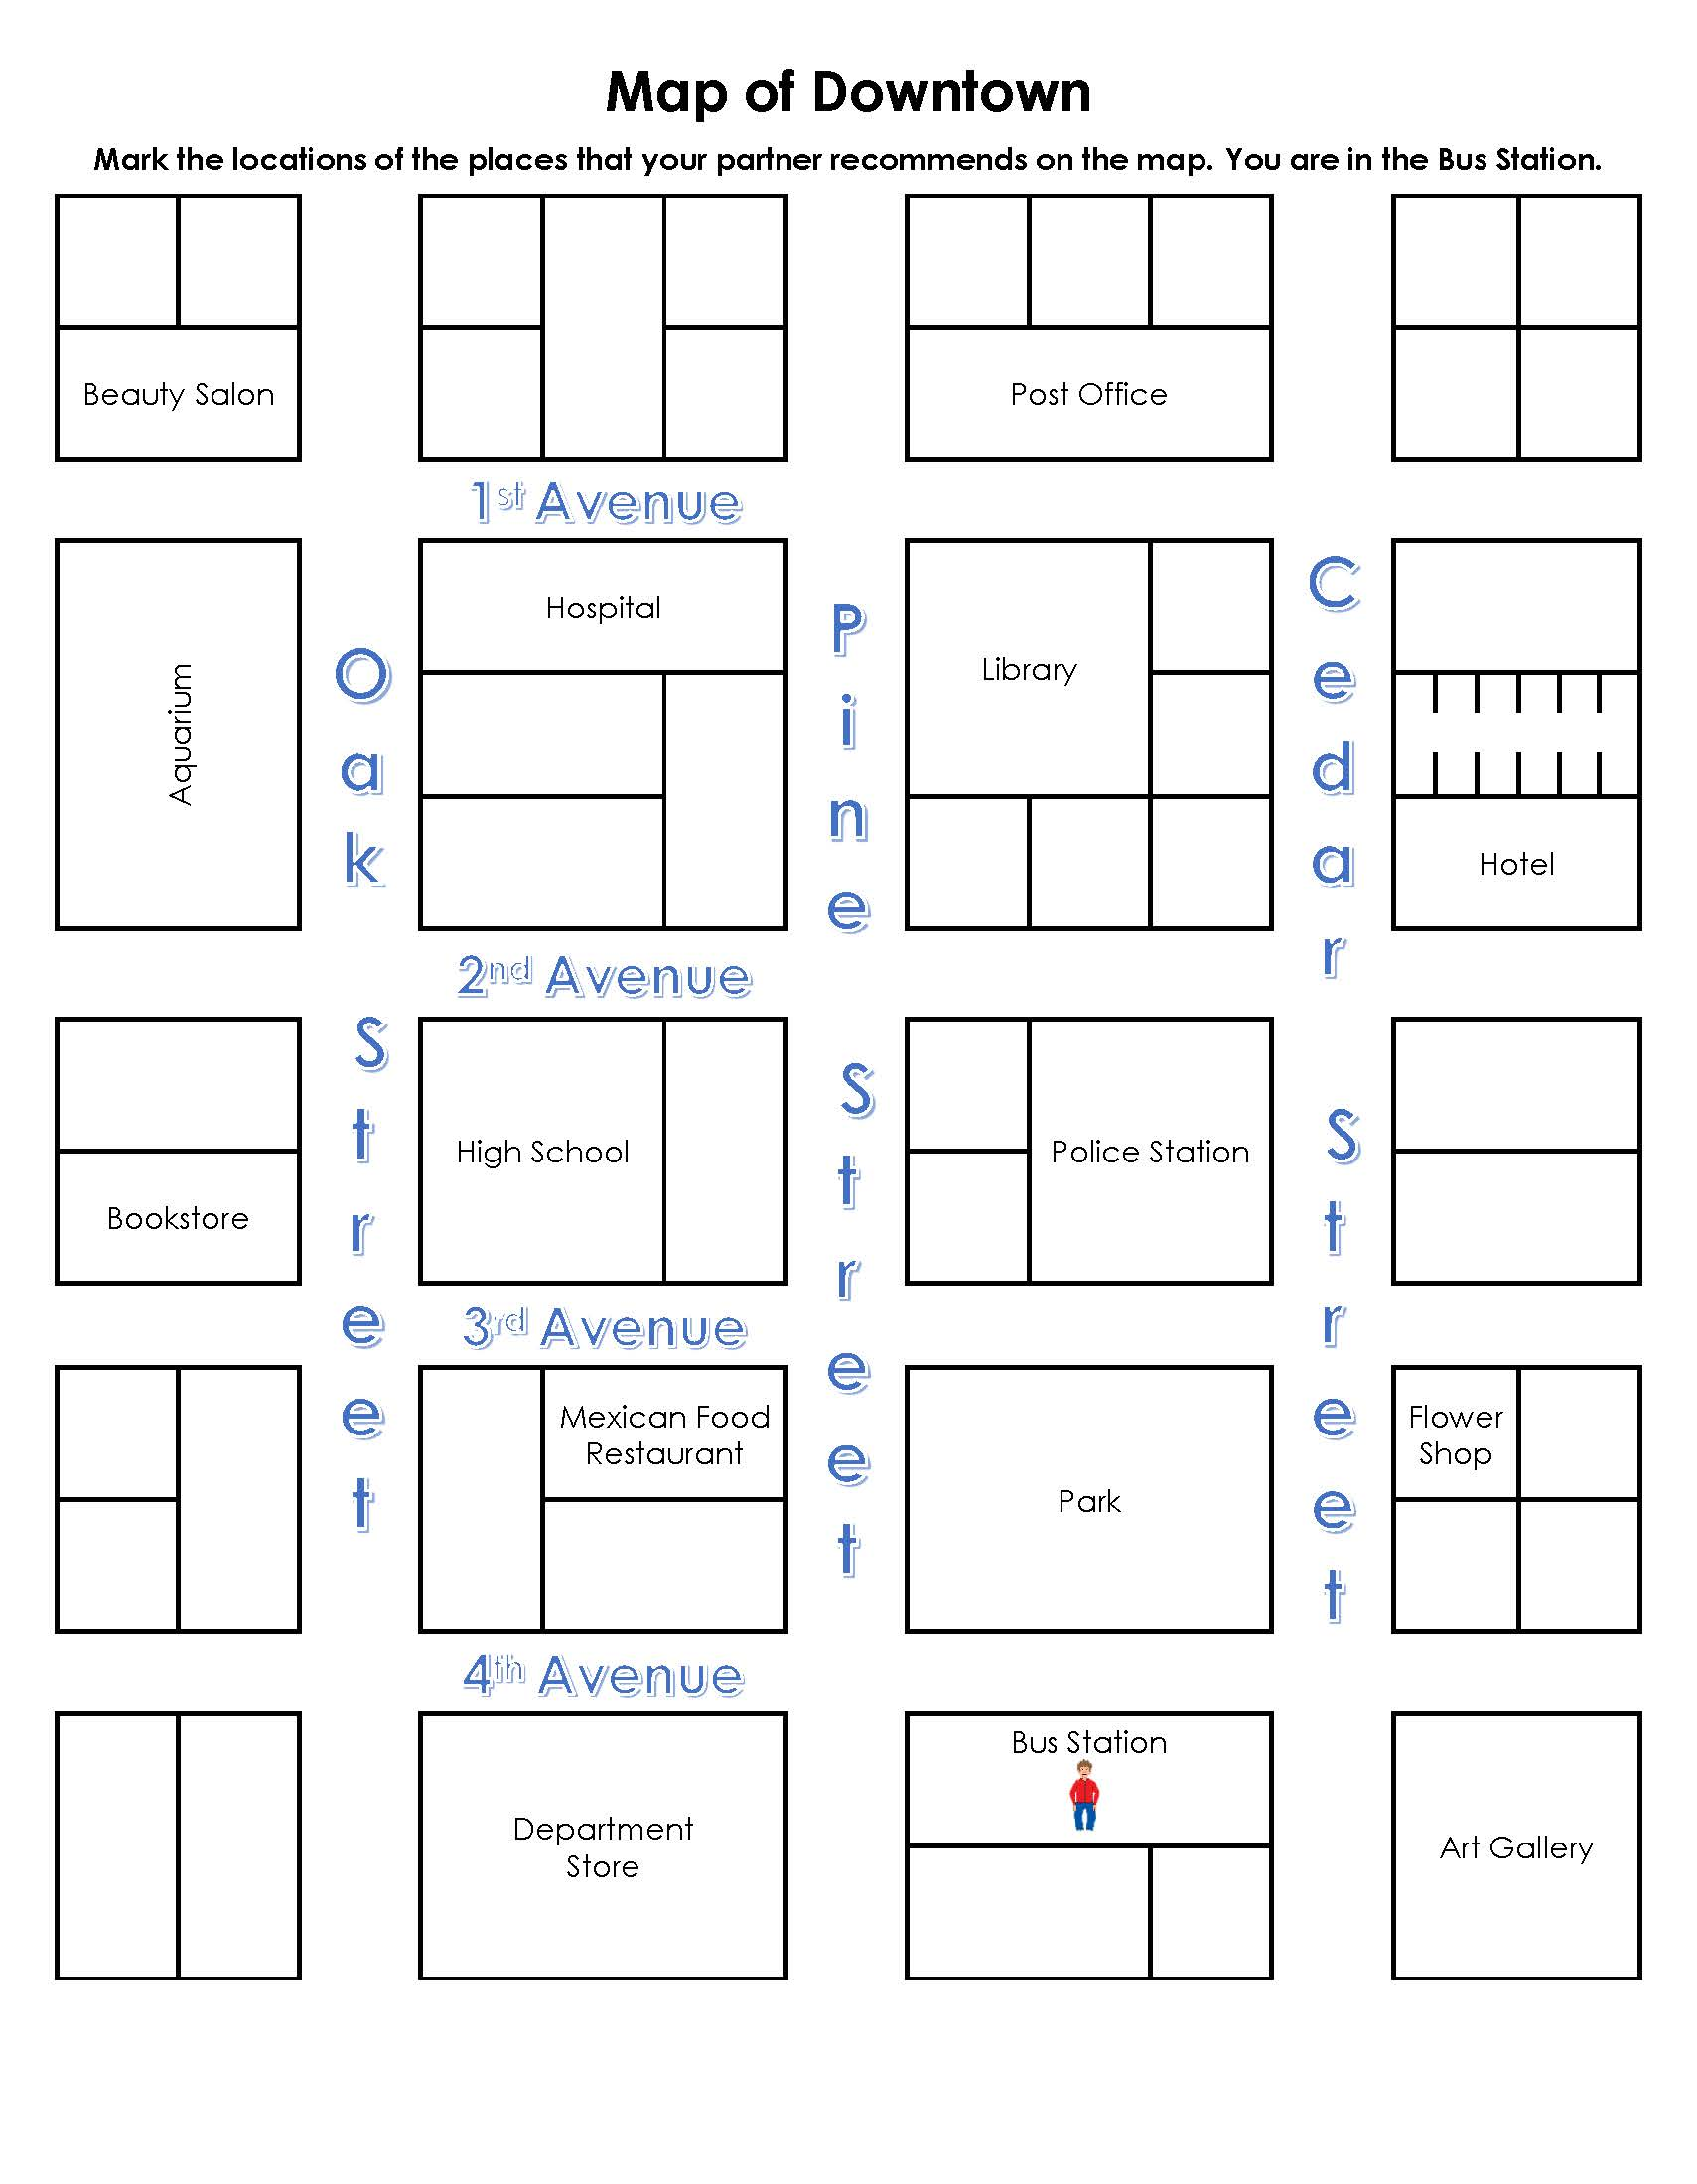 Map of Downtown
Mark the locations of the places that your partner recommends on the map. You are in the Bus Station.
Beauty Salon
Post Office
1st Avenue
Aquarium
Oak Street
Hospital
Pine Street
Library
Cedar Street
Hotel
2nd Avenue
High School
Police Station
Bookstore
3rd Avenue
Mexican Food
Restaurant
Park
Flower
Shop
4th Avenue
Department
Store
Bus Station
Art Gallery